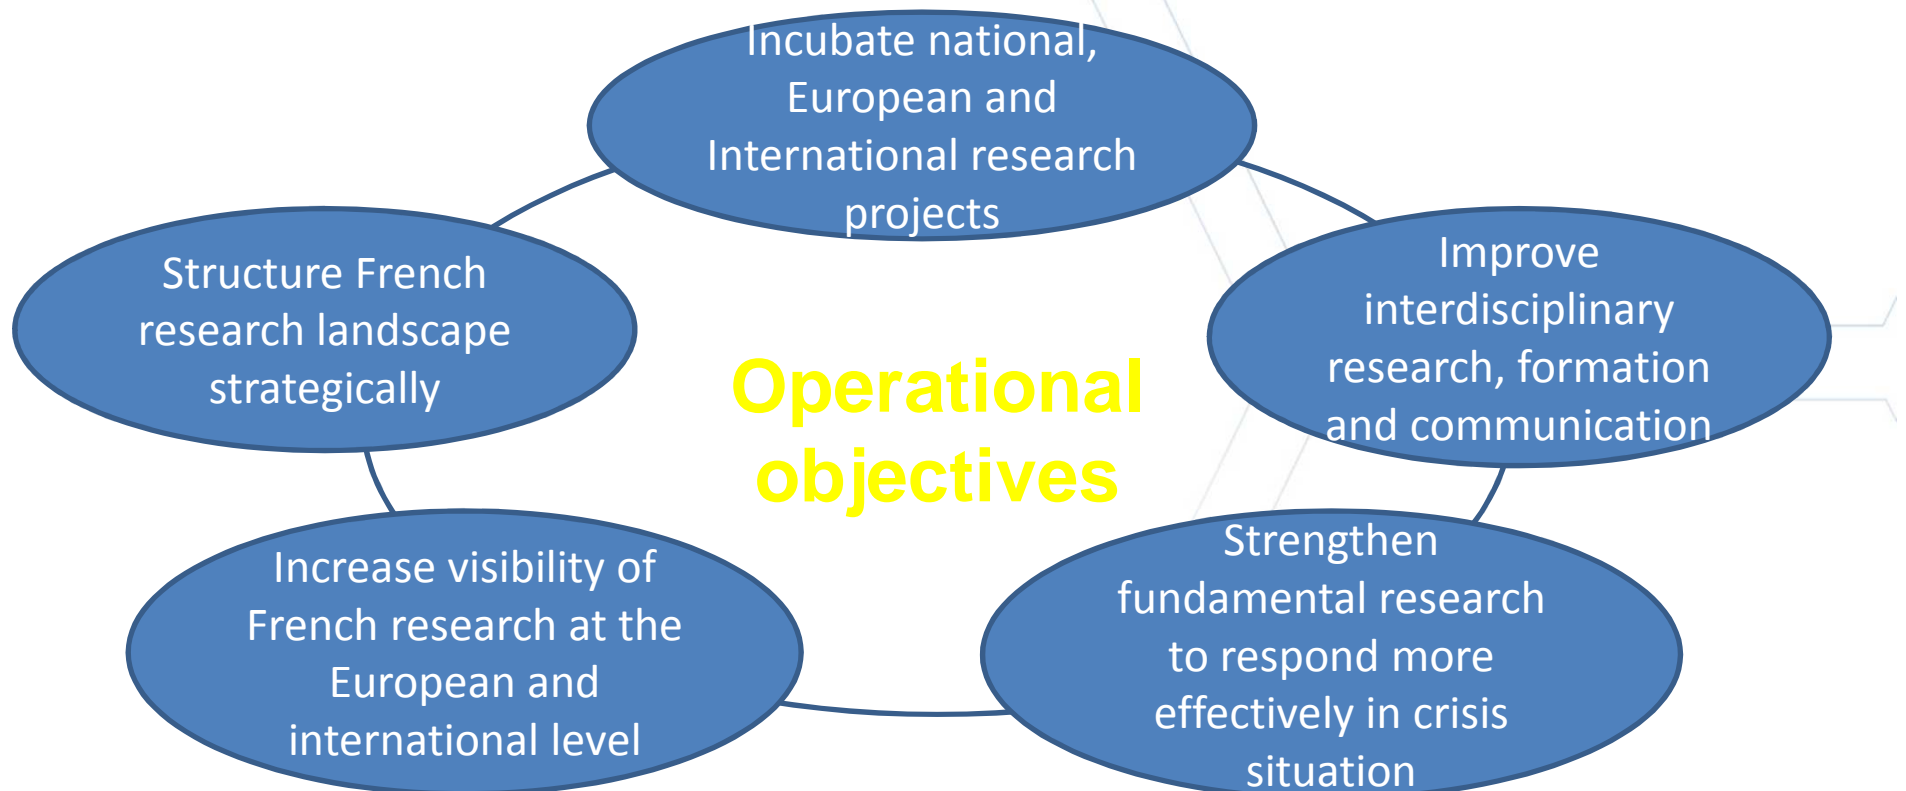 Incubate national,
European and
International research
projects
Structure French
research landscape
strategically
Improve
interdisciplinary
research, formation
and communication
Operational
objectives
Increase visibility of
French research at the
European and
international level
Strengthen
fundamental research
to respond more
effectively in crisis
situation